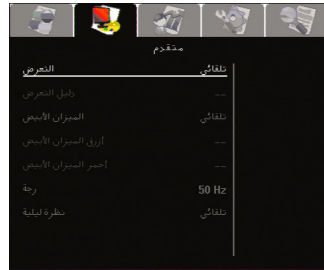 متقدم
التعرض تلقائي
دليل التعرض --
الميزان الأبيض تلقائي
أزرق الميزان الأبيض --
أحمر الميزان الأبيض --
رجة 50 Hz
نظرة ليلية تلقائي